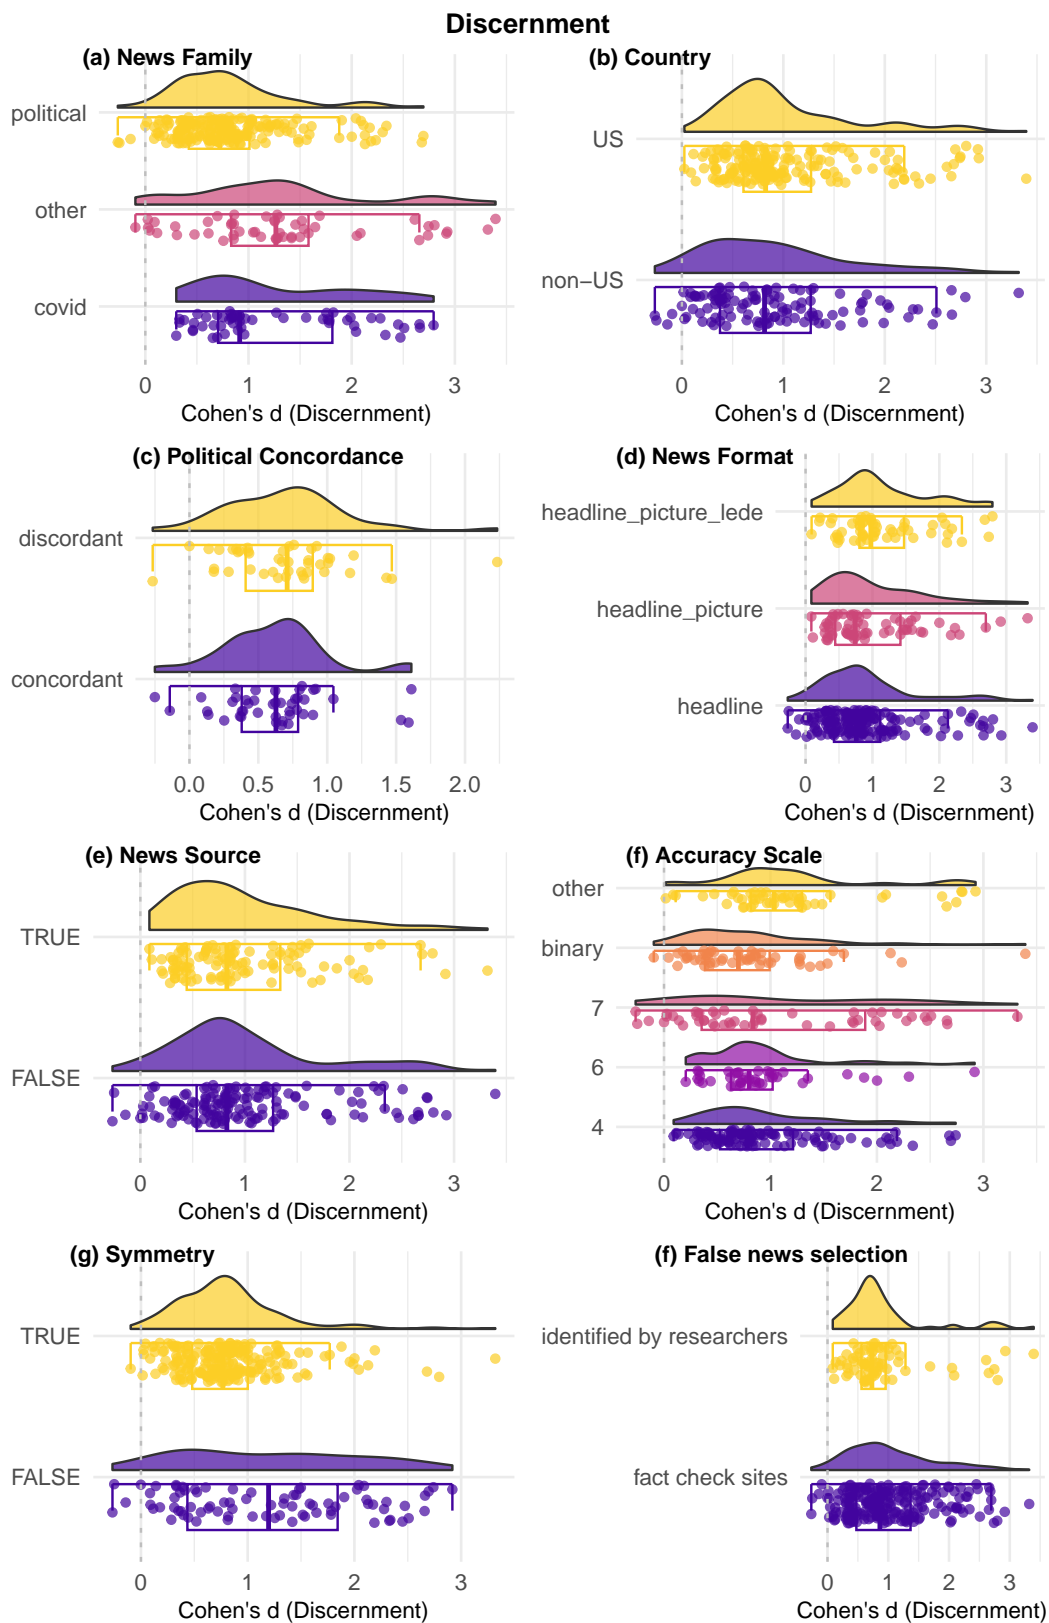 Discernment
(a) News Family
political
other
covid
0 1 2 3
Cohen's d (Discernment)
(b) Country
US
non−US
0 1 2 3
Cohen's d (Discernment)
(c) Political Concordance
discordant
concordant
0.0 0.5 1.0 1.5 2.0
Cohen's d (Discernment)
(d) News Format
headline_picture_lede
headline_picture
headline
0 1 2 3
Cohen's d (Discernment)
(e) News Source
TRUE
FALSE
0 1 2 3
Cohen's d (Discernment)
(f) Accuracy Scale
other
binary
7
6
4
0 1 2 3
Cohen's d (Discernment)
(g) Symmetry
TRUE
FALSE
0 1 2 3
Cohen's d (Discernment)
(f) False news selection
identified by researchers
fact check sites
0 1 2 3
Cohen's d (Discernment)